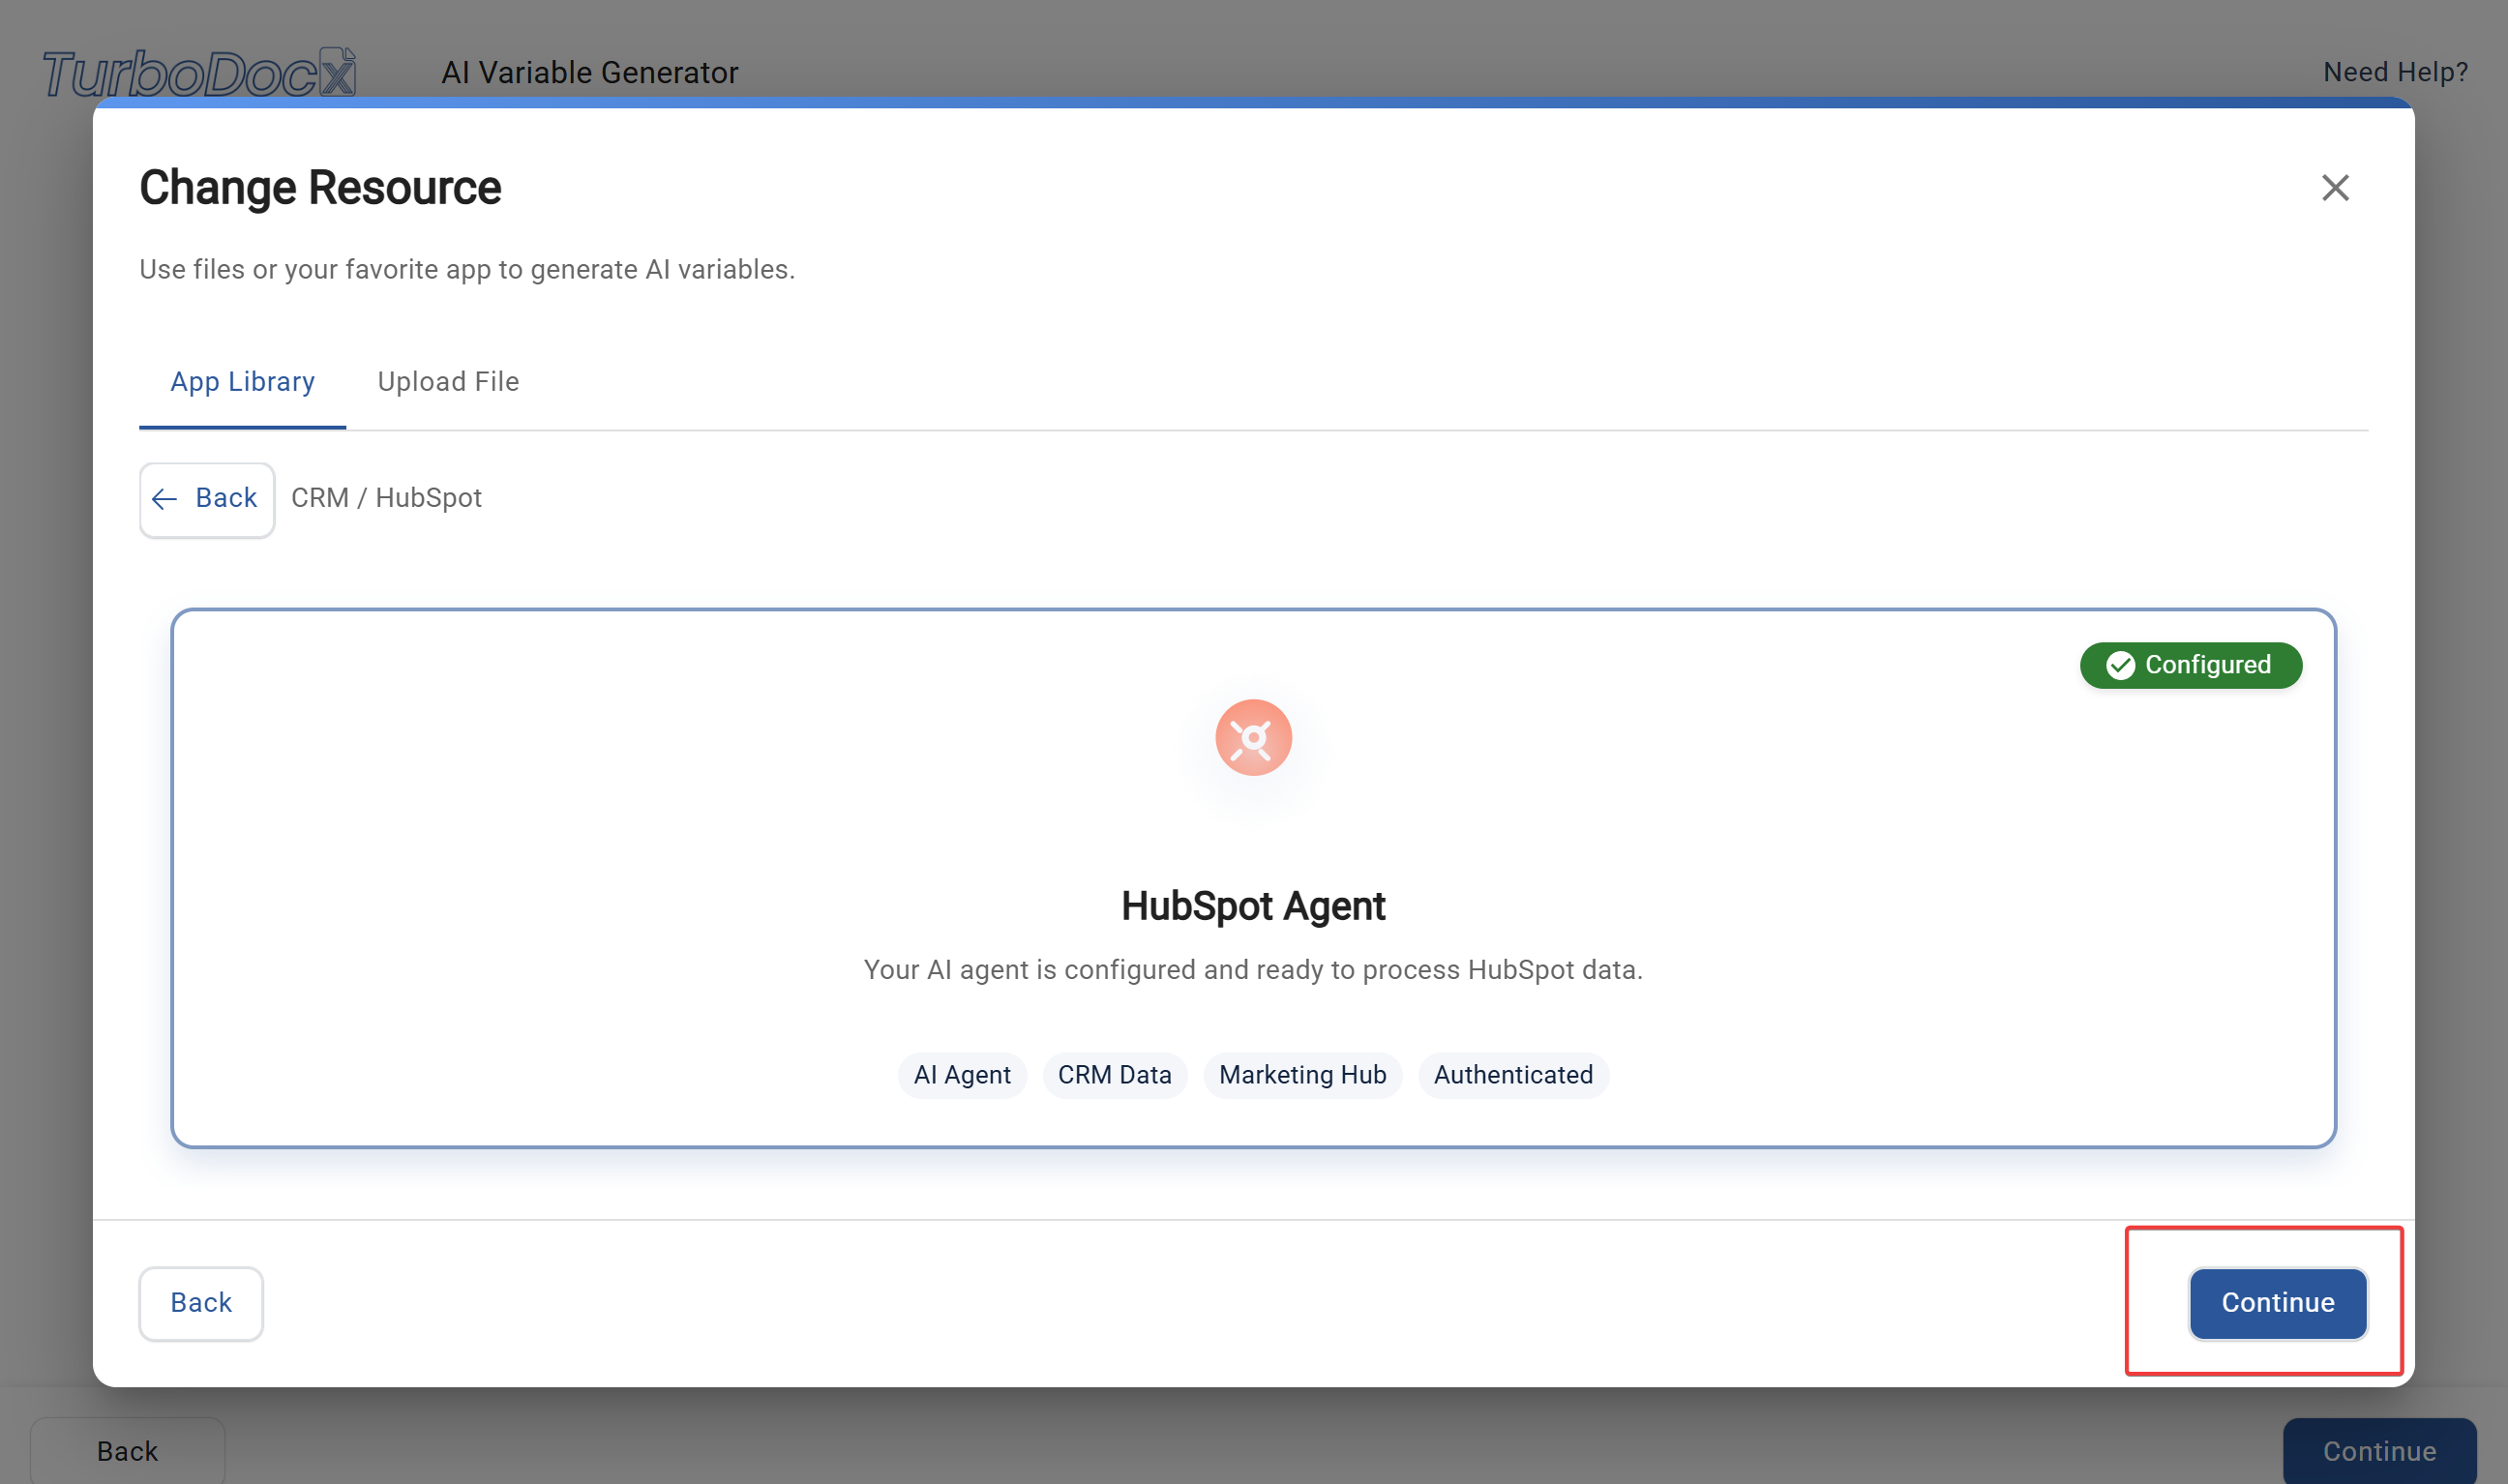 TurboDocX
AI Variable Generator
Need Help?
Change Resource
Use files or your favorite app to generate AI variables.
App Library
Upload File
Back
CRM / HubSpot
Configured
HubSpot Agent
Your AI agent is configured and ready to process HubSpot data.
AI Agent
CRM Data
Marketing Hub
Authenticated
Back
Continue
Back
Continue